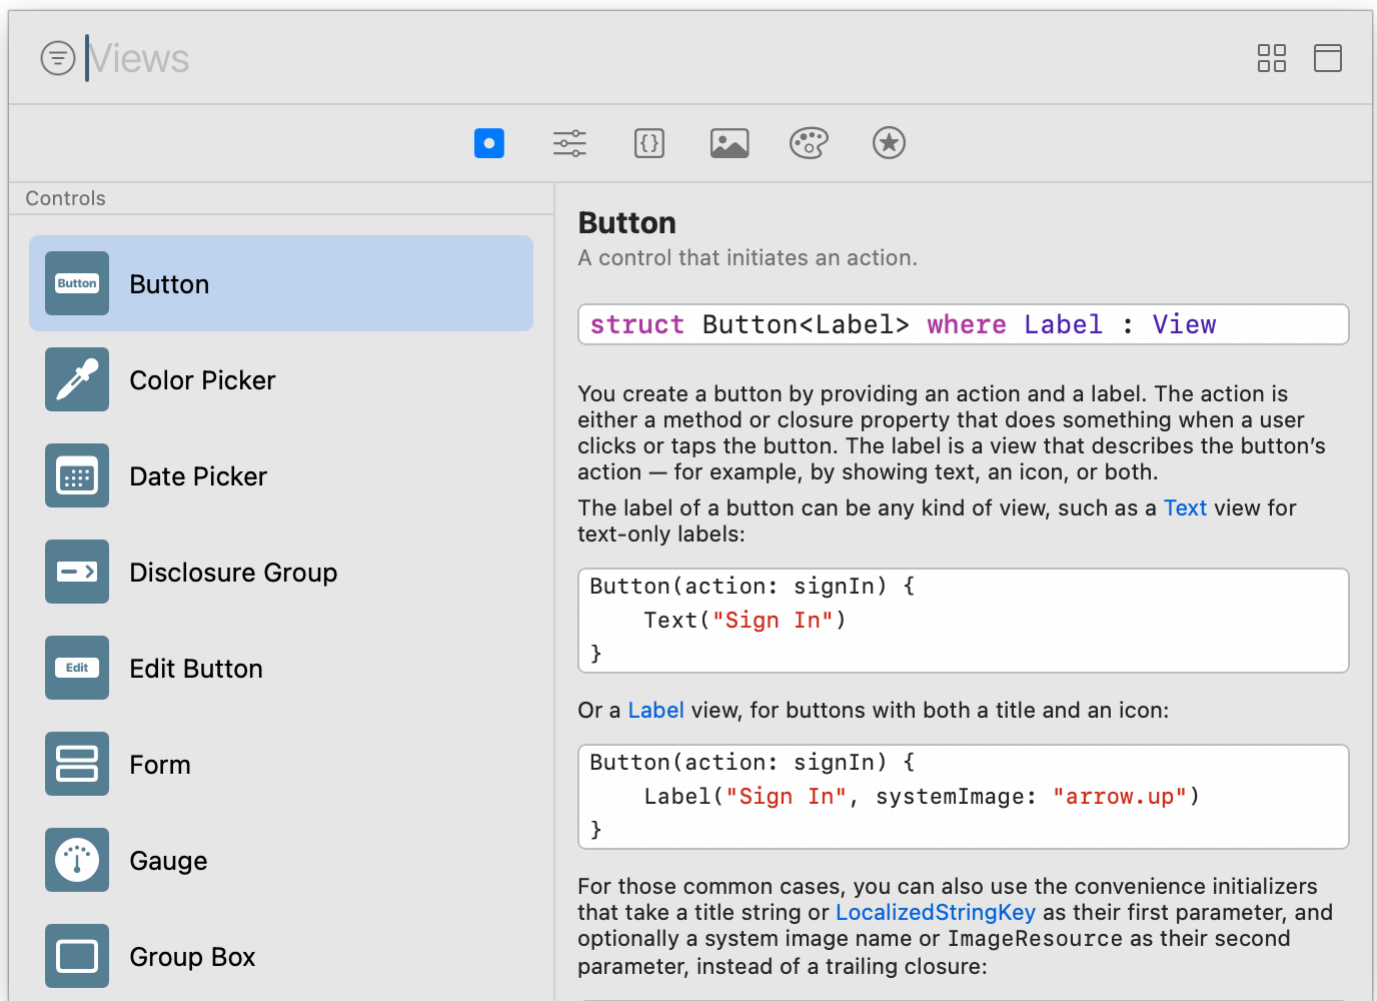 Views
Controls
Button
Button
Color Picker
Date Picker
Disclosure Group
Edit
Edit Button
Form
Gauge
Group Box
Button
A control that initiates an action.
struct Button<Label> where Label : View
You create a button by providing an action and a label. The action is
either a method or closure property that does something when a user
clicks or taps the button. The label is a view that describes the button’s
action — for example, by showing text, an icon, or both.
The label of a button can be any kind of view, such as a Text view for
text-only labels:
Button(action: signIn) {
    Text("Sign In")
}
Or a Label view, for buttons with both a title and an icon:
Button(action: signIn) {
    Label("Sign In", systemImage: "arrow.up")
}
For those common cases, you can also use the convenience initializers
that take a title string or LocalizedStringKey as their first parameter, and
optionally a system image name or ImageResource as their second
parameter, instead of a trailing closure: